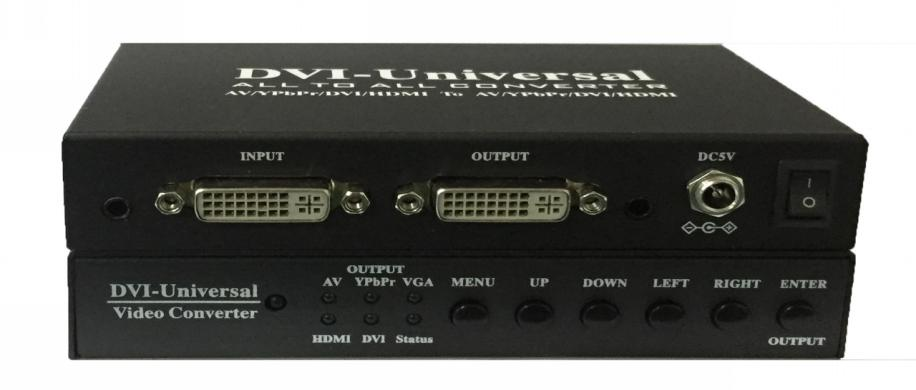 DVI-Universal
ALL TO ALL CONVERTER
AV/YPbPr/DVI/HDMI To AV/YPbPr/DVI/HDMI
INPUT OUTPUT DC5V
I
O
OUTPUT
DVI-Universal AV YPbPr VGA MENU UP DOWN LEFT RIGHT ENTER
Video Converter HDMI DVI Status OUTPUT